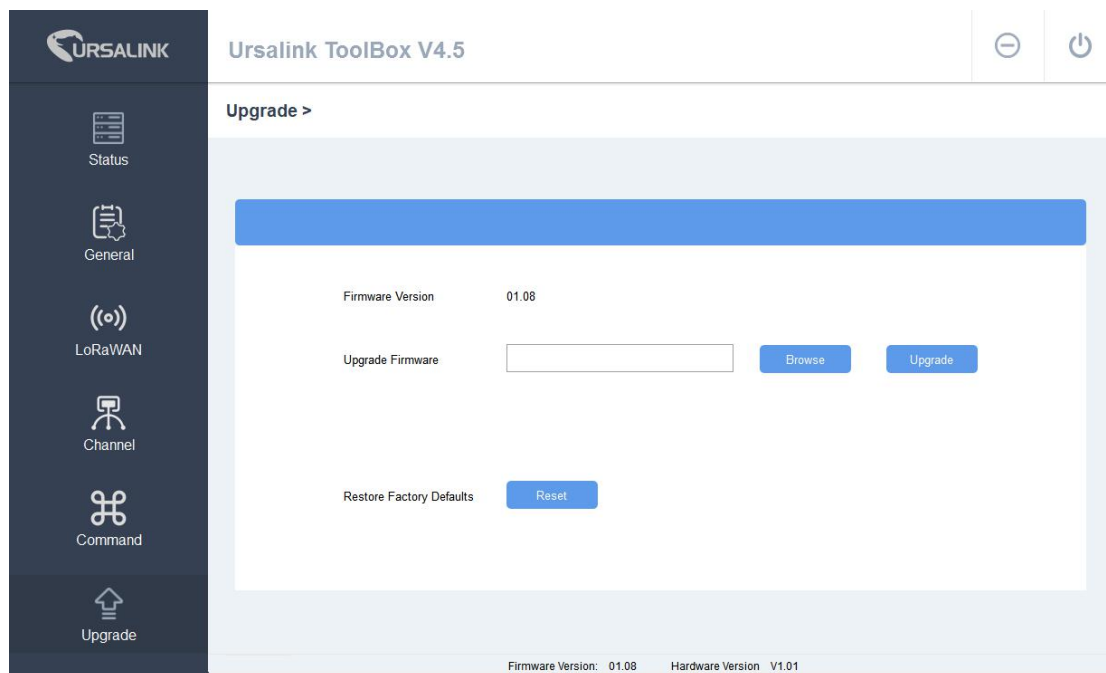 URSALINK
Ursalink ToolBox V4.5
Upgrade >
Status
General
LoRaWAN
Channel
Command
Upgrade
Firmware Version 01.08
Upgrade Firmware Browse Upgrade
Restore Factory Defaults Reset
Firmware Version: 01.08 Hardware Version V1.01